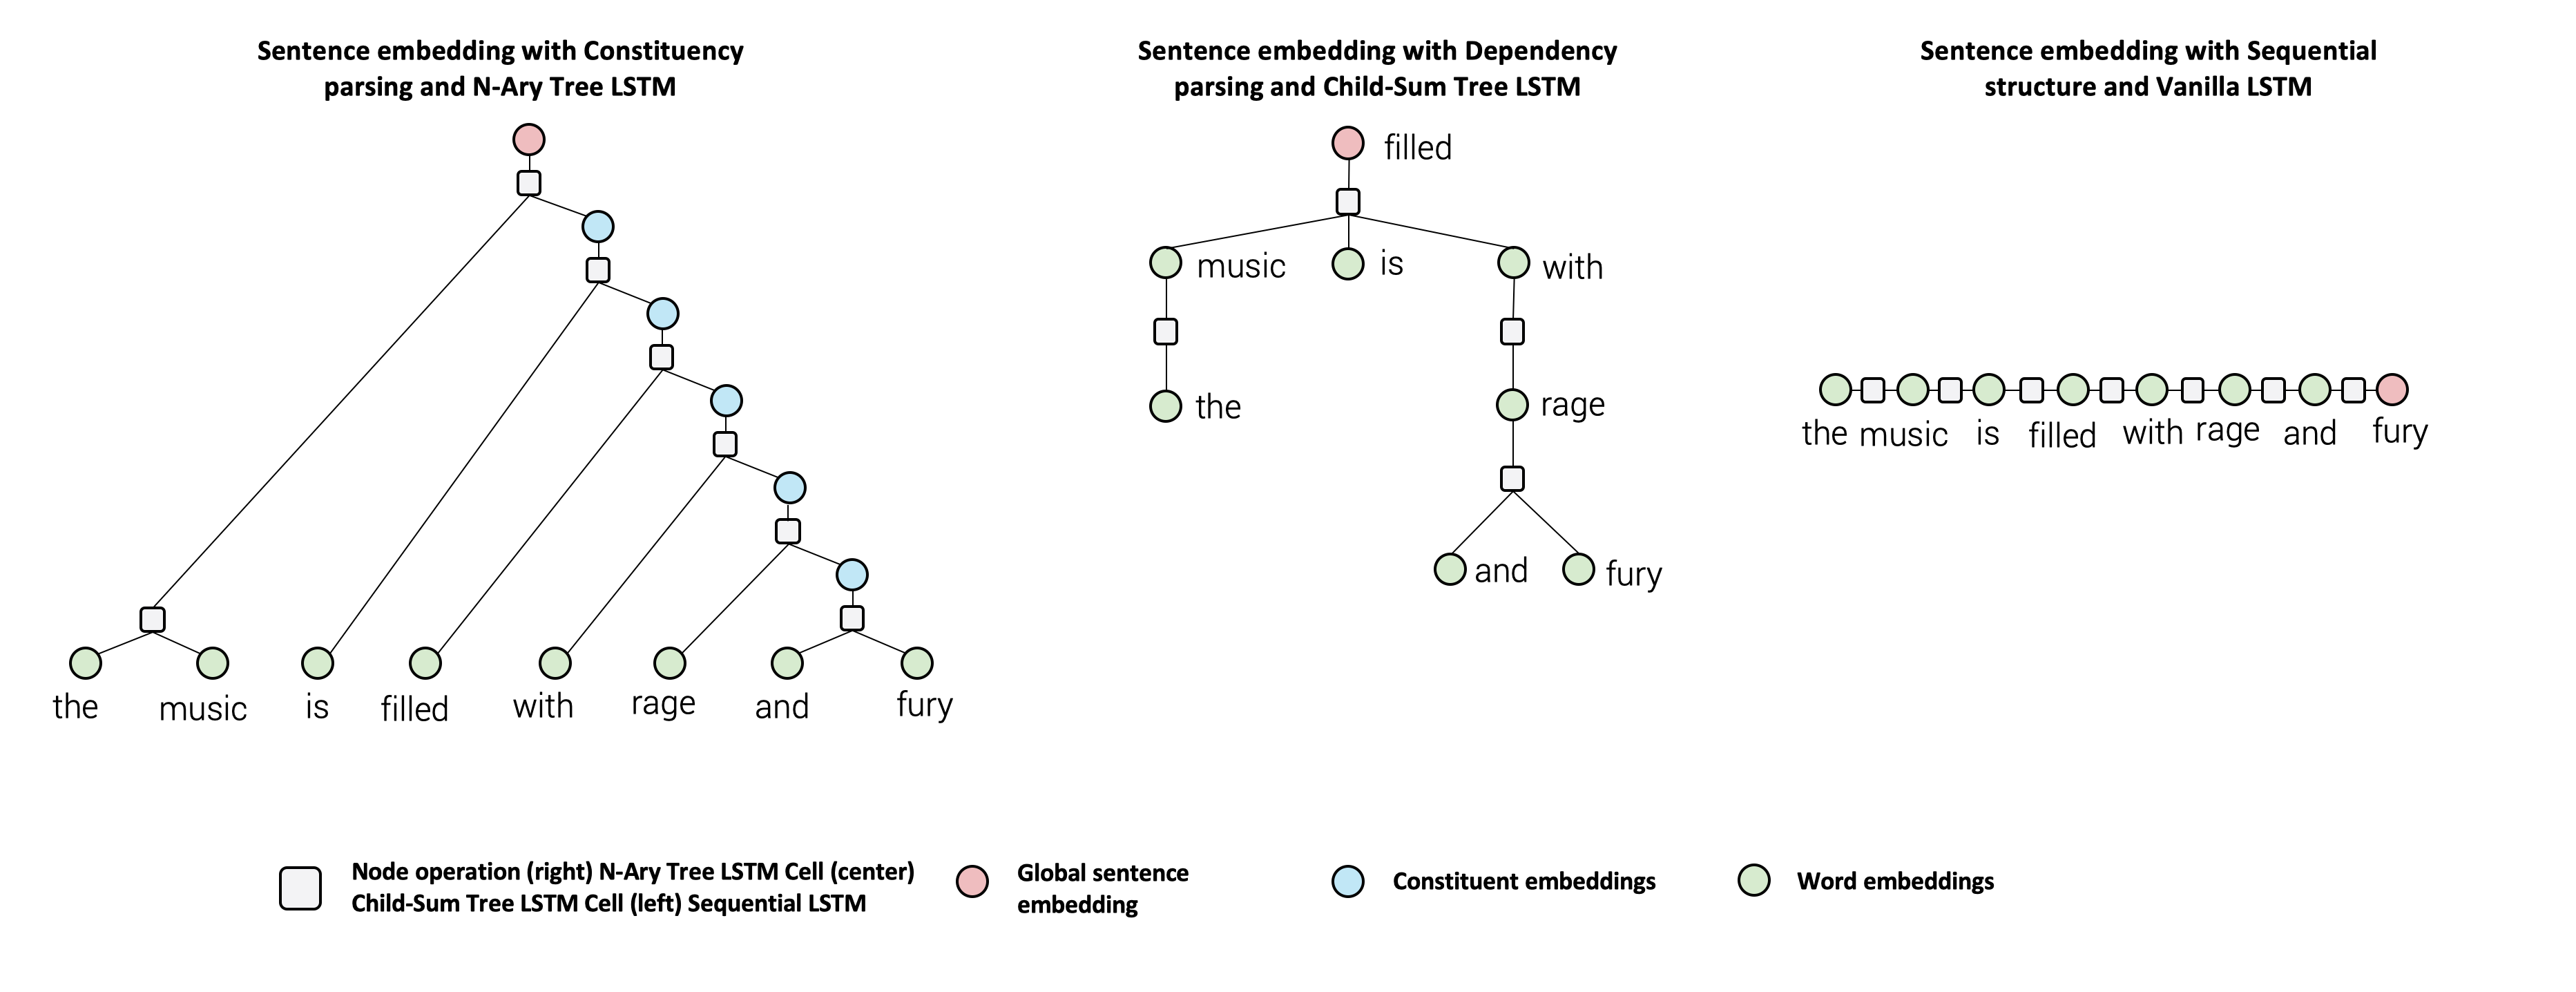 Sentence embedding with Constituency
parsing and N-Ary Tree LSTM
the music is filled with rage and fury
Sentence embedding with Dependency
parsing and Child-Sum Tree LSTM
filled
music is with
the rage
and fury
Sentence embedding with Sequential
structure and Vanilla LSTM
the music is filled with rage and fury
Node operation (right) N-Ary Tree LSTM Cell (center)
Child-Sum Tree LSTM Cell (left) Sequential LSTM
Global sentence
embedding
Constituent embeddings
Word embeddings